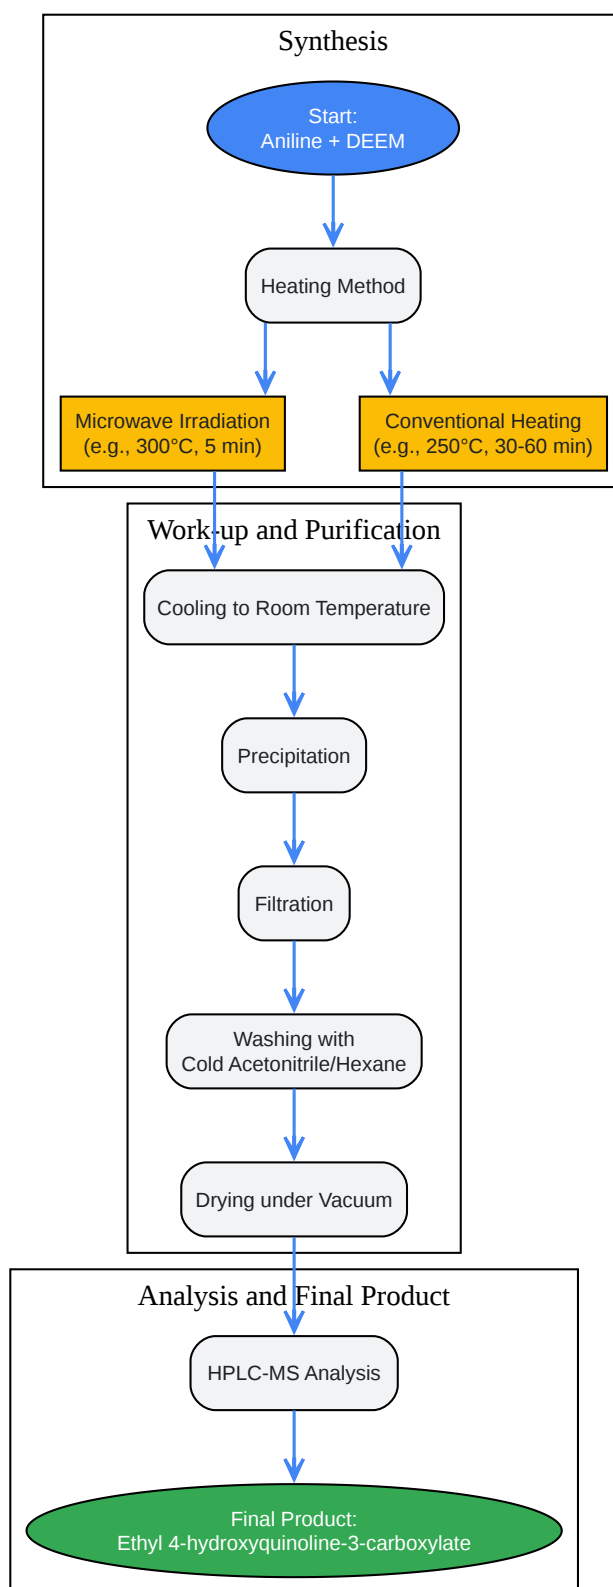 Synthesis
Start:
Aniline + DEEM
Heating Method
Microwave Irradiation
(e.g., 300°C, 5 min)
Conventional Heating
(e.g., 250°C, 30-60 min)
Work-up and Purification
Cooling to Room Temperature
Precipitation
Filtration
Washing with
Cold Acetonitrile/Hexane
Drying under Vacuum
Analysis and Final Product
HPLC-MS Analysis
Final Product:
Ethyl 4-hydroxyquinoline-3-carboxylate